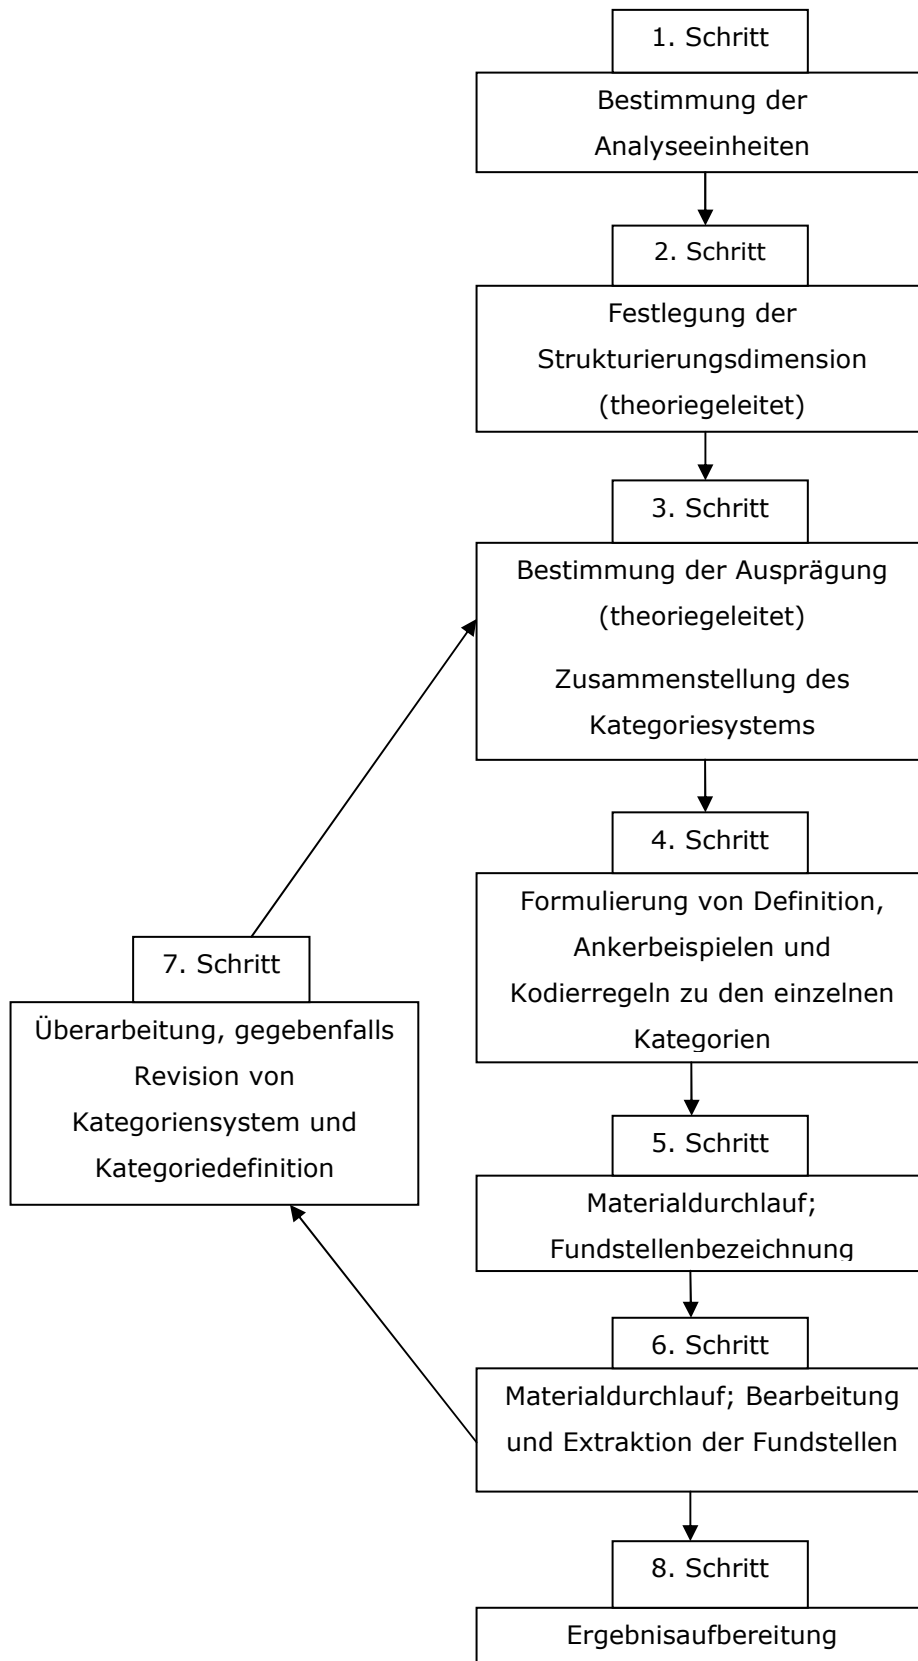 1. Schritt
Bestimmung der
Analyseeinheiten
2. Schritt
Festlegung der
Strukturierungsdimension
(theoriegeleitet)
3. Schritt
Bestimmung der Ausprägung
(theoriegeleitet)
Zusammenstellung des
Kategoriesystems
4. Schritt
Formulierung von Definition,
Ankerbeispielen und
Kodierregeln zu den einzelnen
Kategorien
5. Schritt
Materialdurchlauf;
Fundstellenbezeichnung
6. Schritt
Materialdurchlauf; Bearbeitung
und Extraktion der Fundstellen
7. Schritt
Überarbeitung, gegebenfalls
Revision von
Kategoriensystem und
Kategoriedefinition
8. Schritt
Ergebnisaufbereitung